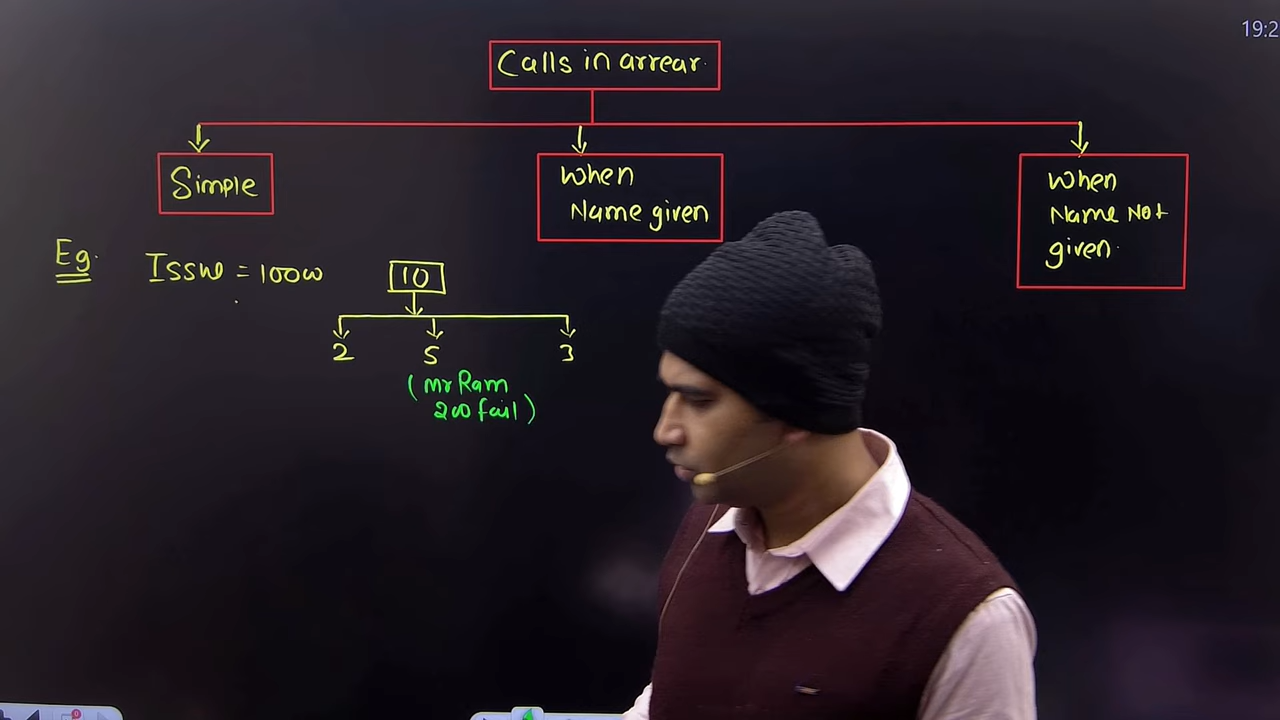 19:2
Calls in arrear.
Simple
When
Name given
When
Name Not
given.
Eg.
Issue = 1000
10
2 5 3
(Mr Ram
200 fail)